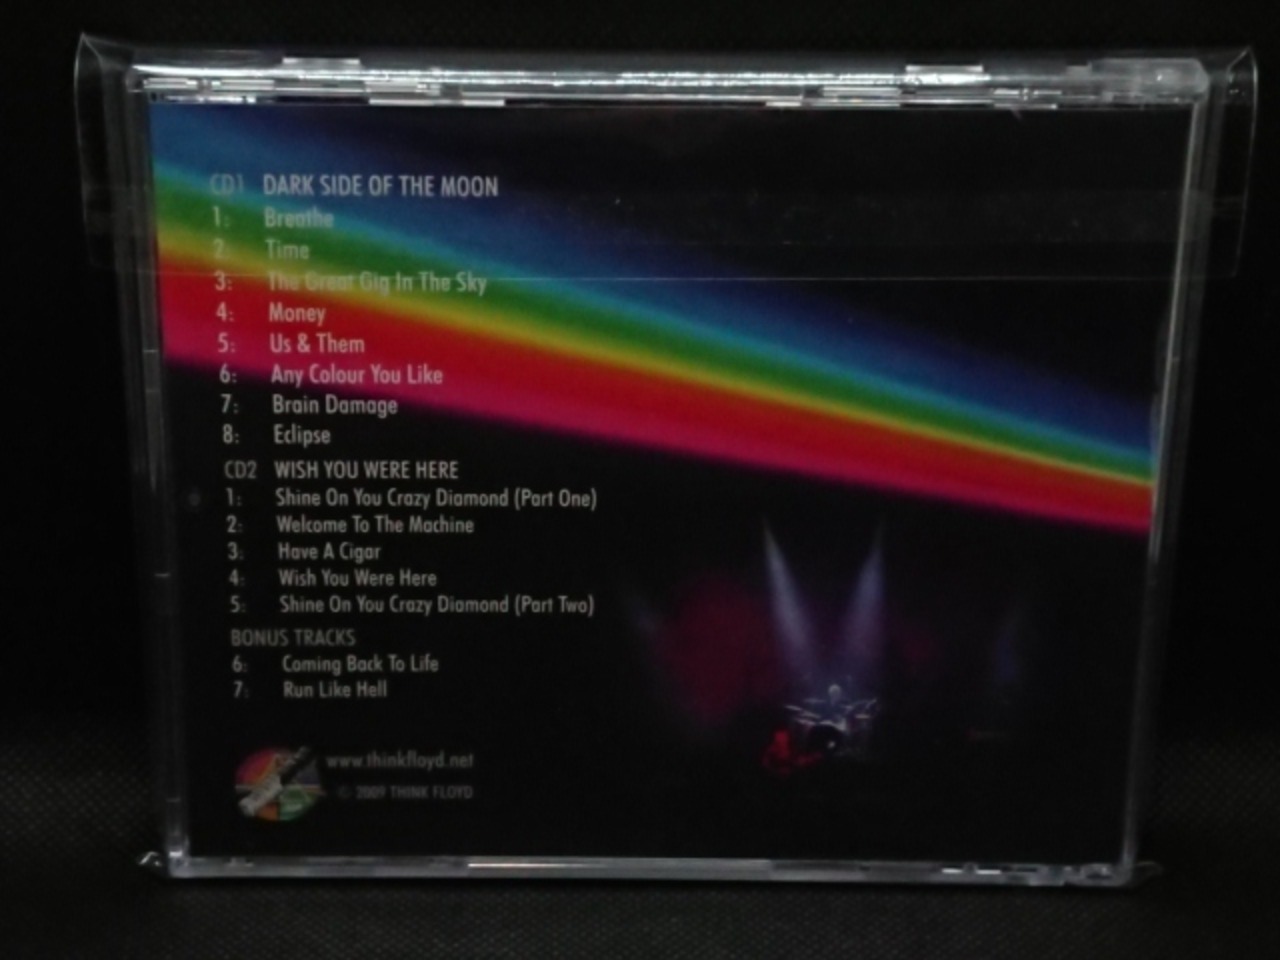 CD1 DARK SIDE OF THE MOON
1: Breathe
2: Time
3: The Great Gig In The Sky
4: Money
5: Us & Them
6: Any Colour You Like
7: Brain Damage
8: Eclipse
CD2 WISH YOU WERE HERE
1: Shine On You Crazy Diamond (Part One)
2: Welcome To The Machine
3: Have A Cigar
4: Wish You Were Here
5: Shine On You Crazy Diamond (Part Two)
BONUS TRACKS
6: Coming Back To Life
7: Run Like Hell
www.thinkfloyd.net
© 2009 THINK FLOYD